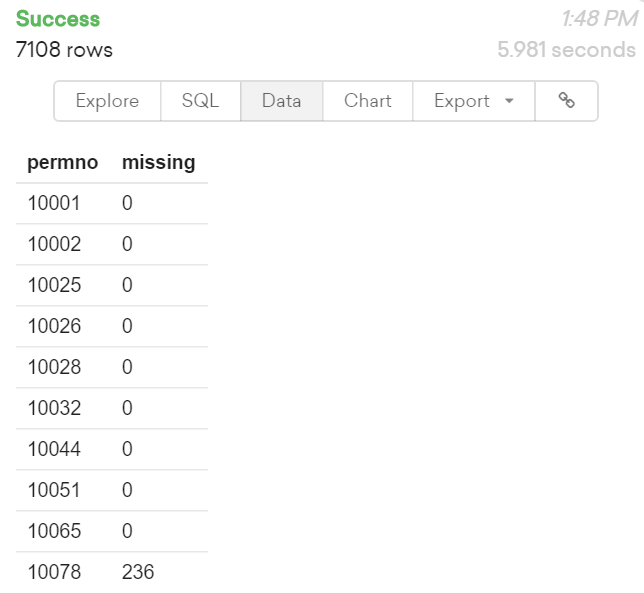 Success 1:48 PM
7108 rows 5.981 seconds
Explore SQL Data Chart Export
permno missing
10001 0
10002 0
10025 0
10026 0
10028 0
10032 0
10044 0
10051 0
10065 0
10078 236